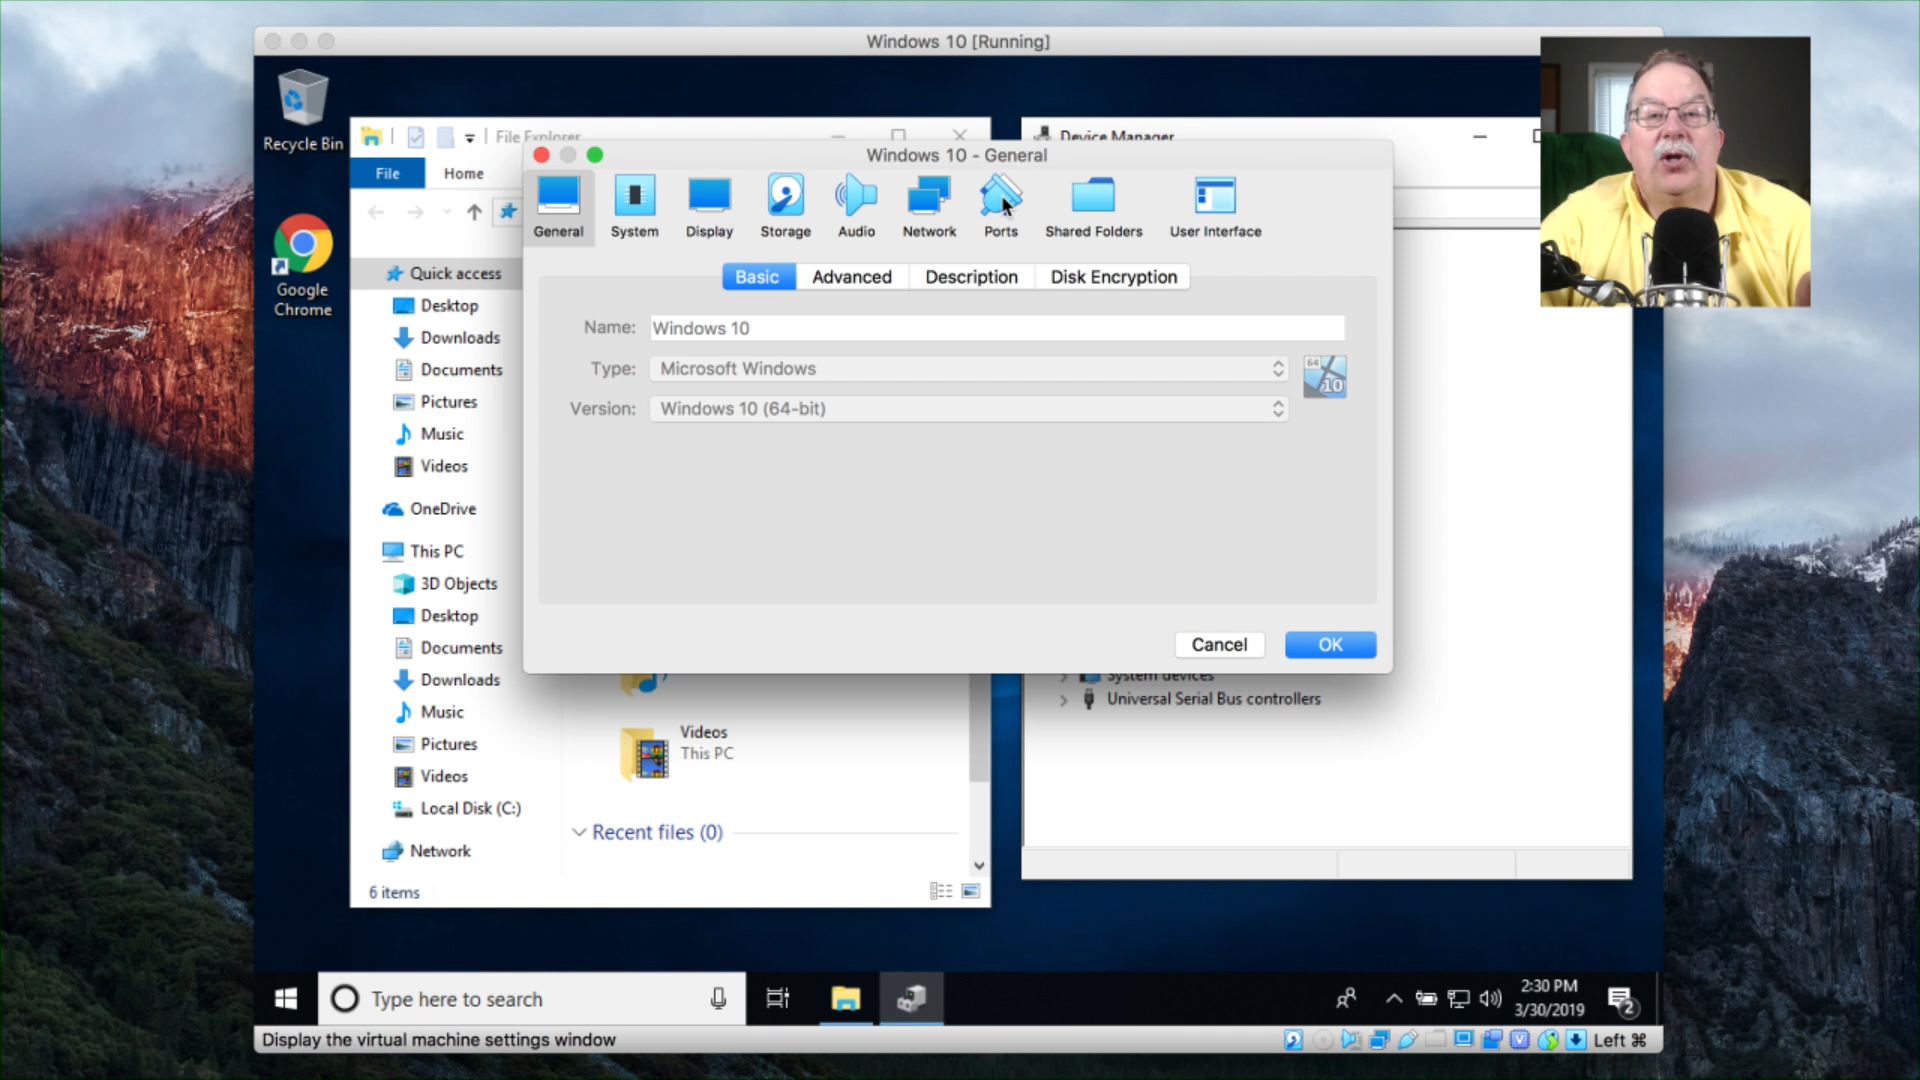 Windows 10 [Running]
Recycle Bin
Google
Chrome
File Explorer
File
Home
Quick access
Desktop
Downloads
Documents
Pictures
Music
Videos
OneDrive
This PC
3D Objects
Desktop
Documents
Downloads
Music
Pictures
Videos
Local Disk (C:)
Network
6 items
Videos
This PC
Recent files (0)
Device Manager
System devices
Universal Serial Bus controllers
Windows 10 - General
General
System
Display
Storage
Audio
Network
Ports
Shared Folders
User Interface
Basic
Advanced
Description
Disk Encryption
Name: Windows 10
Type: Microsoft Windows
64
10
Version: Windows 10 (64-bit)
Cancel
OK
Type here to search
2:30 PM
3/30/2019
2
Display the virtual machine settings window
Left ⌘